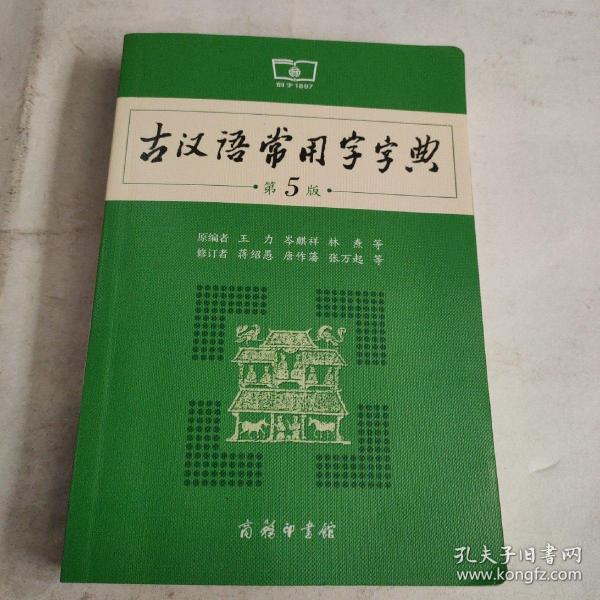 创于1897
古汉语常用字字典
·第5版·
原编者 王力 岑麒祥 林焘 等
修订者 蒋绍愚 唐作藩 张万起 等
商务印书馆
孔夫子旧书网
www.kongfz.com